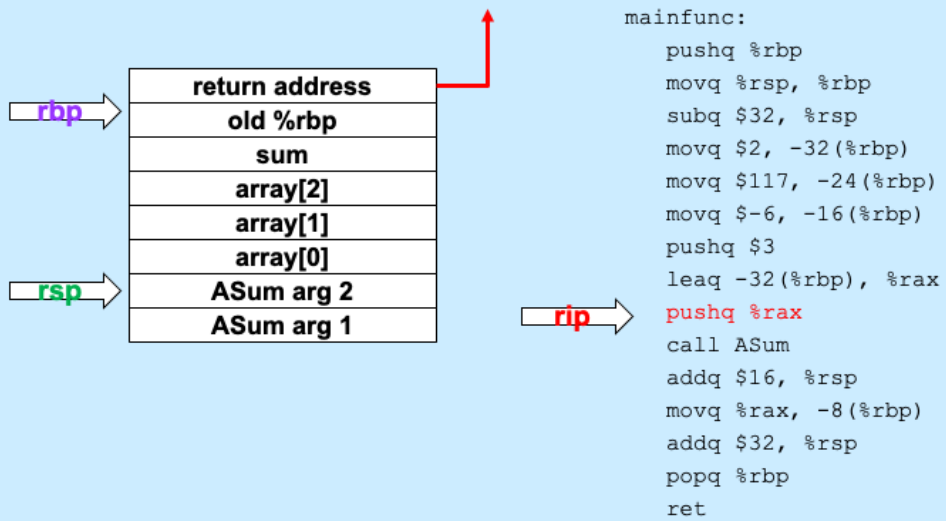 return address
rbp
old %rbp
sum
array[2]
array[1]
array[0]
rsp
ASum arg 2
ASum arg 1
rip
mainfunc:
pushq %rbp
movq %rsp, %rbp
subq $32, %rsp
movq $2, -32(%rbp)
movq $117, -24(%rbp)
movq $-6, -16(%rbp)
pushq $3
leaq -32(%rbp), %rax
pushq %rax
call ASum
addq $16, %rsp
movq %rax, -8(%rbp)
addq $32, %rsp
popq %rbp
ret